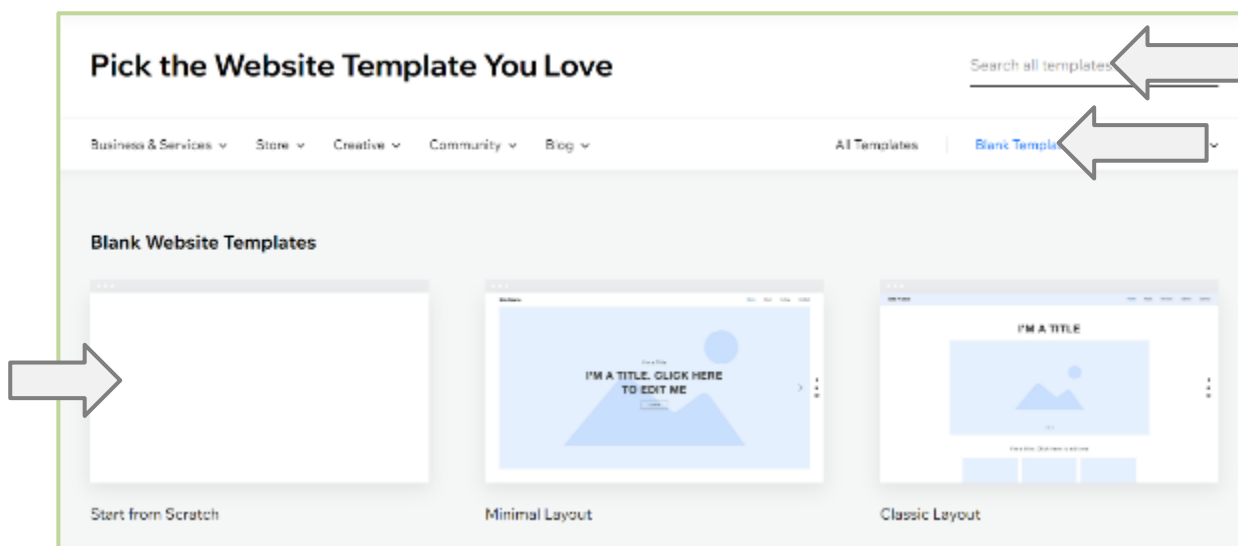 Pick the Website Template You Love
Search all templates
Business & Services Store Creative Community Blog All Templates Blank Templa
Blank Website Templates
I'M A TITLE. CLICK HERE
TO EDIT ME
I'M A TITLE
Start from Scratch Minimal Layout Classic Layout